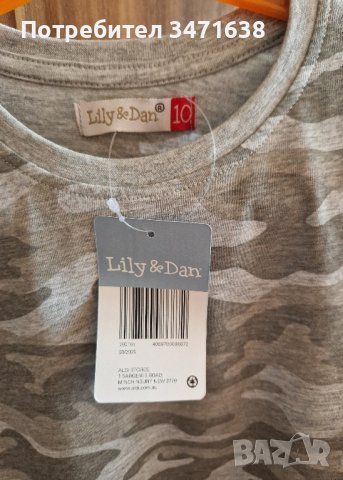 Потребител 3471638
Lily & Dan®
10
Lily & Dan
ALDI STORES
1 SARGENTS ROAD,
MINCHINBURY NSW 2770
www.aldi.com.au
BAZAR